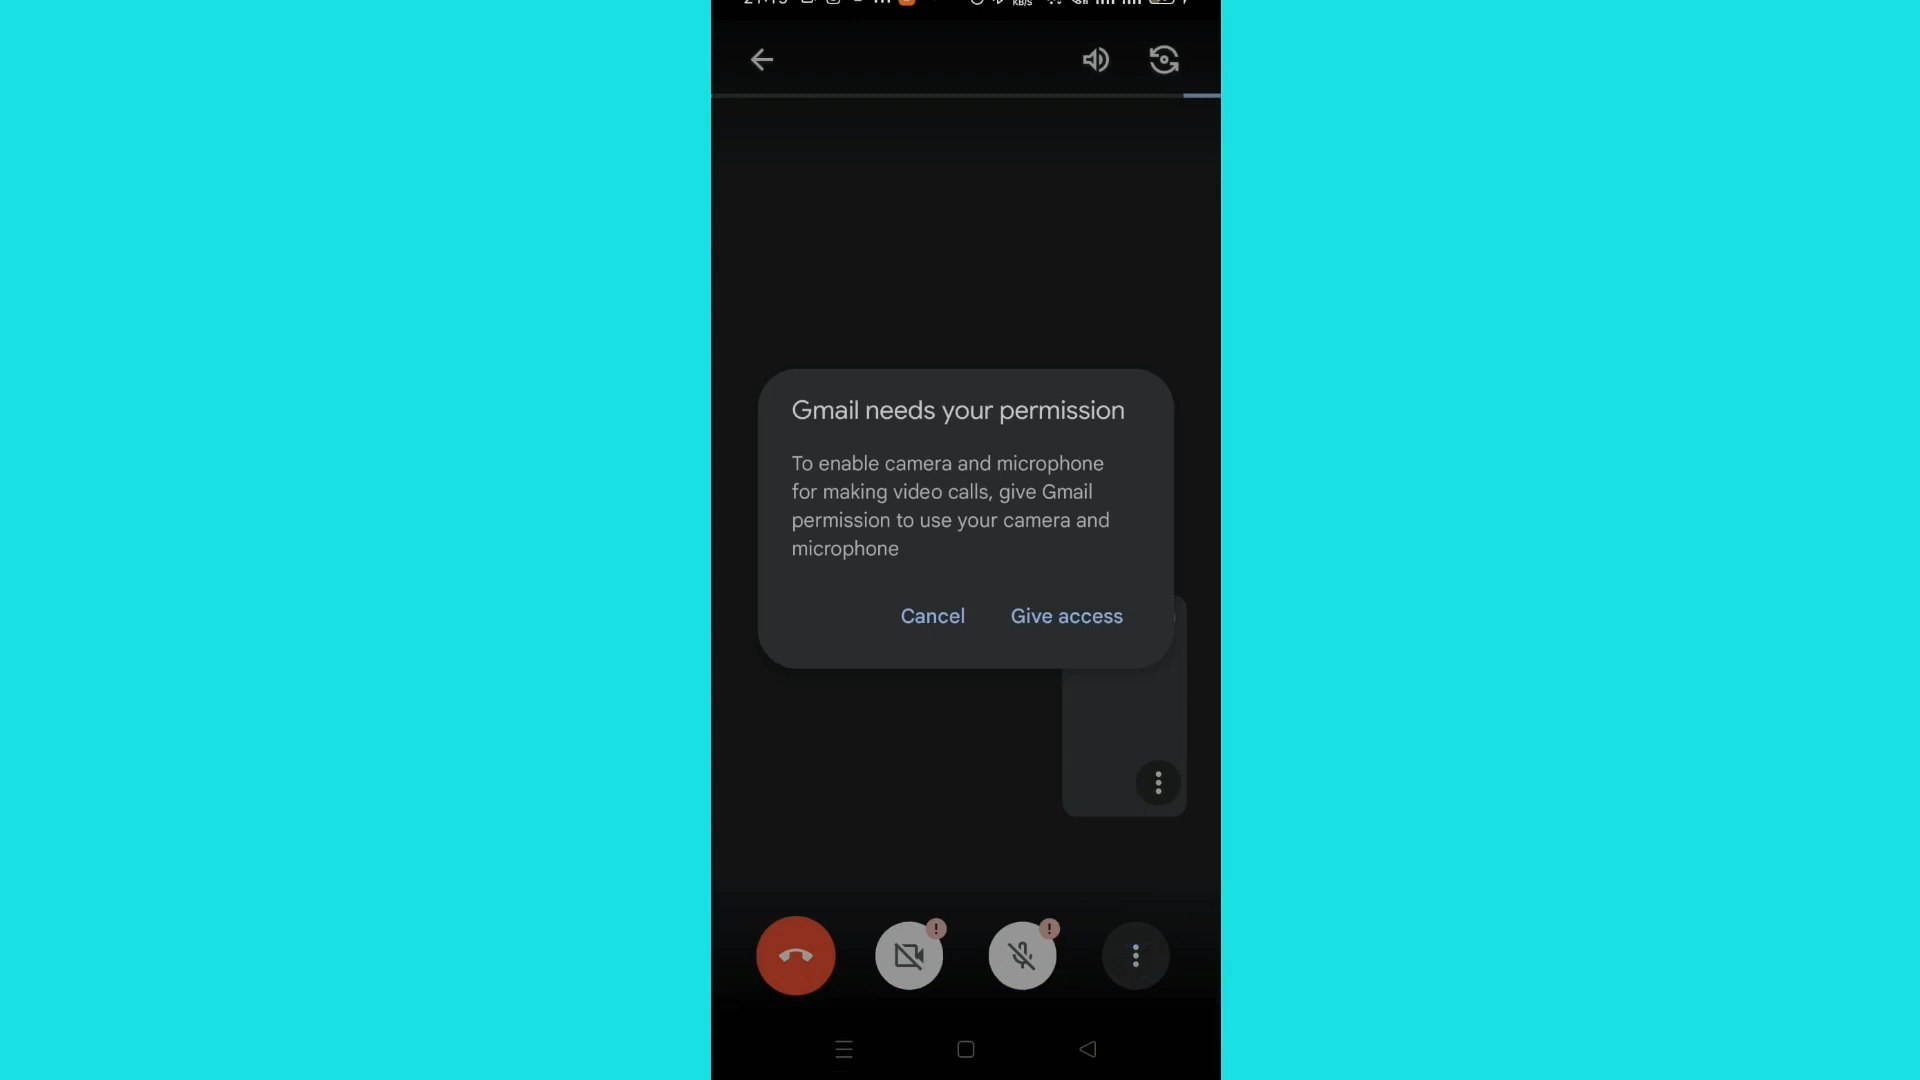 KB/S
Gmail needs your permission
To enable camera and microphone
for making video calls, give Gmail
permission to use your camera and
microphone
Cancel Give access